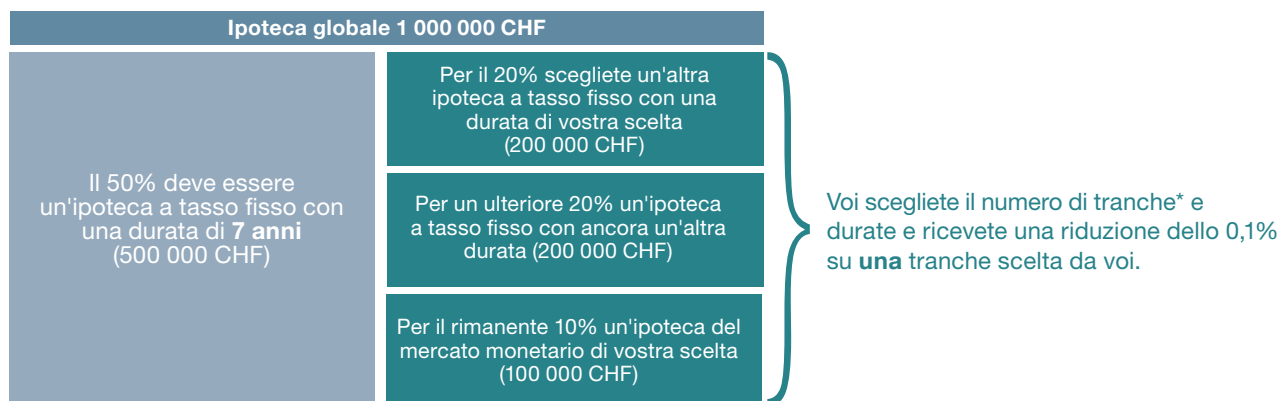 Ipoteca globale 1 000 000 CHF
Il 50% deve essere
un'ipoteca a tasso fisso con
una durata di 7 anni
(500 000 CHF)
Per il 20% scegliete un'altra
ipoteca a tasso fisso con una
durata di vostra scelta
(200 000 CHF)
Per un ulteriore 20% un'ipoteca
a tasso fisso con ancora un'altra
durata (200 000 CHF)
Per il rimanente 10% un'ipoteca del
mercato monetario di vostra scelta
(100 000 CHF)
Voi scegliete il numero di tranche* e
durate e ricevete una riduzione dello 0,1%
su una tranche scelta da voi.